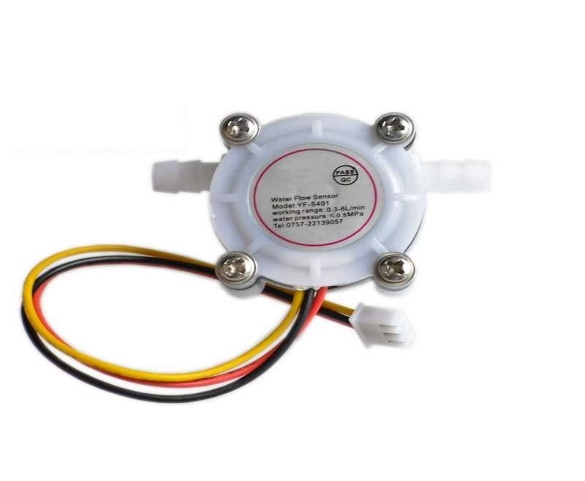 PASS
QC
Water Flow Sensor
Model: YF-S401
working range: 0.3-6L/min
water pressure: ≤0.8MPa
Tel:0757-22139057